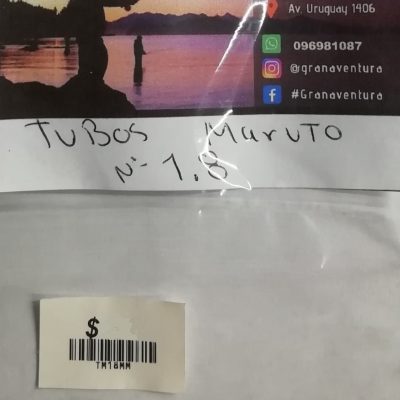 Av. Uruguay 1406
096981087
@granaventura
#Granaventura
TuBos Maruto
Nº 1.8
$
TM18MM